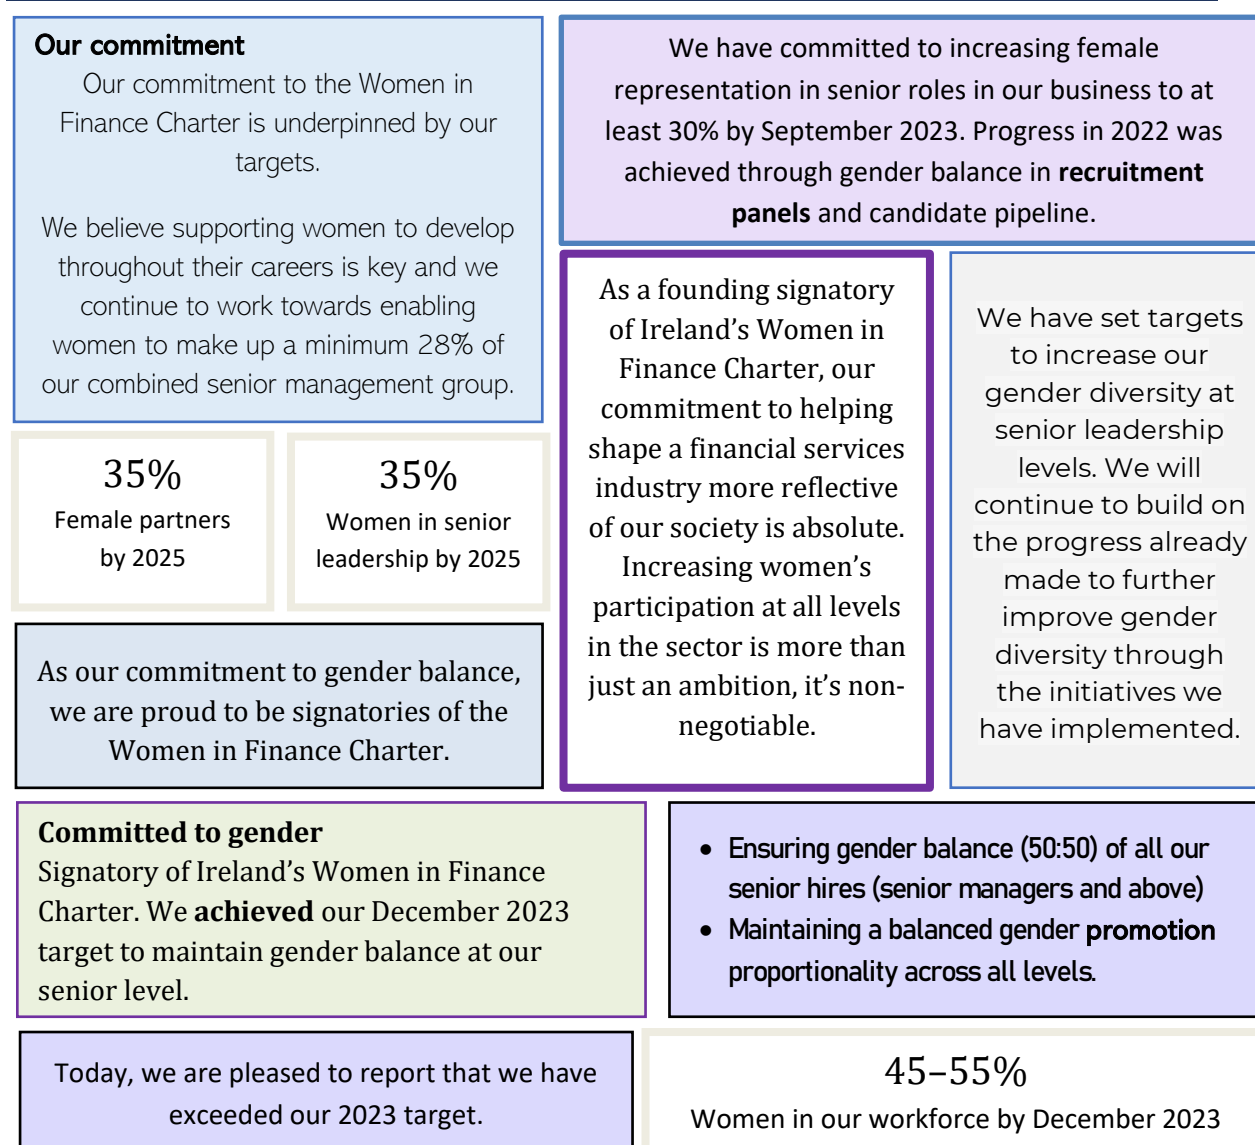 Our commitment
Our commitment to the Women in
Finance Charter is underpinned by our
targets.
We believe supporting women to develop
throughout their careers is key and we
continue to work towards enabling
women to make up a minimum 28% of
our combined senior management group.
We have committed to increasing female
representation in senior roles in our business to at
least 30% by September 2023. Progress in 2022 was
achieved through gender balance in recruitment
panels and candidate pipeline.
35%
Female partners
by 2025
35%
Women in senior
leadership by 2025
As a founding signatory
of Ireland’s Women in
Finance Charter, our
commitment to helping
shape a financial services
industry more reflective
of our society is absolute.
Increasing women’s
participation at all levels
in the sector is more than
just an ambition, it’s non-
negotiable.
We have set targets
to increase our
gender diversity at
senior leadership
levels. We will
continue to build on
the progress already
made to further
improve gender
diversity through
the initiatives we
have implemented.
As our commitment to gender balance,
we are proud to be signatories of the
Women in Finance Charter.
Committed to gender
Signatory of Ireland’s Women in Finance
Charter. We achieved our December 2023
target to maintain gender balance at our
senior level.
• Ensuring gender balance (50:50) of all our
senior hires (senior managers and above)
• Maintaining a balanced gender promotion
proportionality across all levels.
Today, we are pleased to report that we have
exceeded our 2023 target.
45–55%
Women in our workforce by December 2023